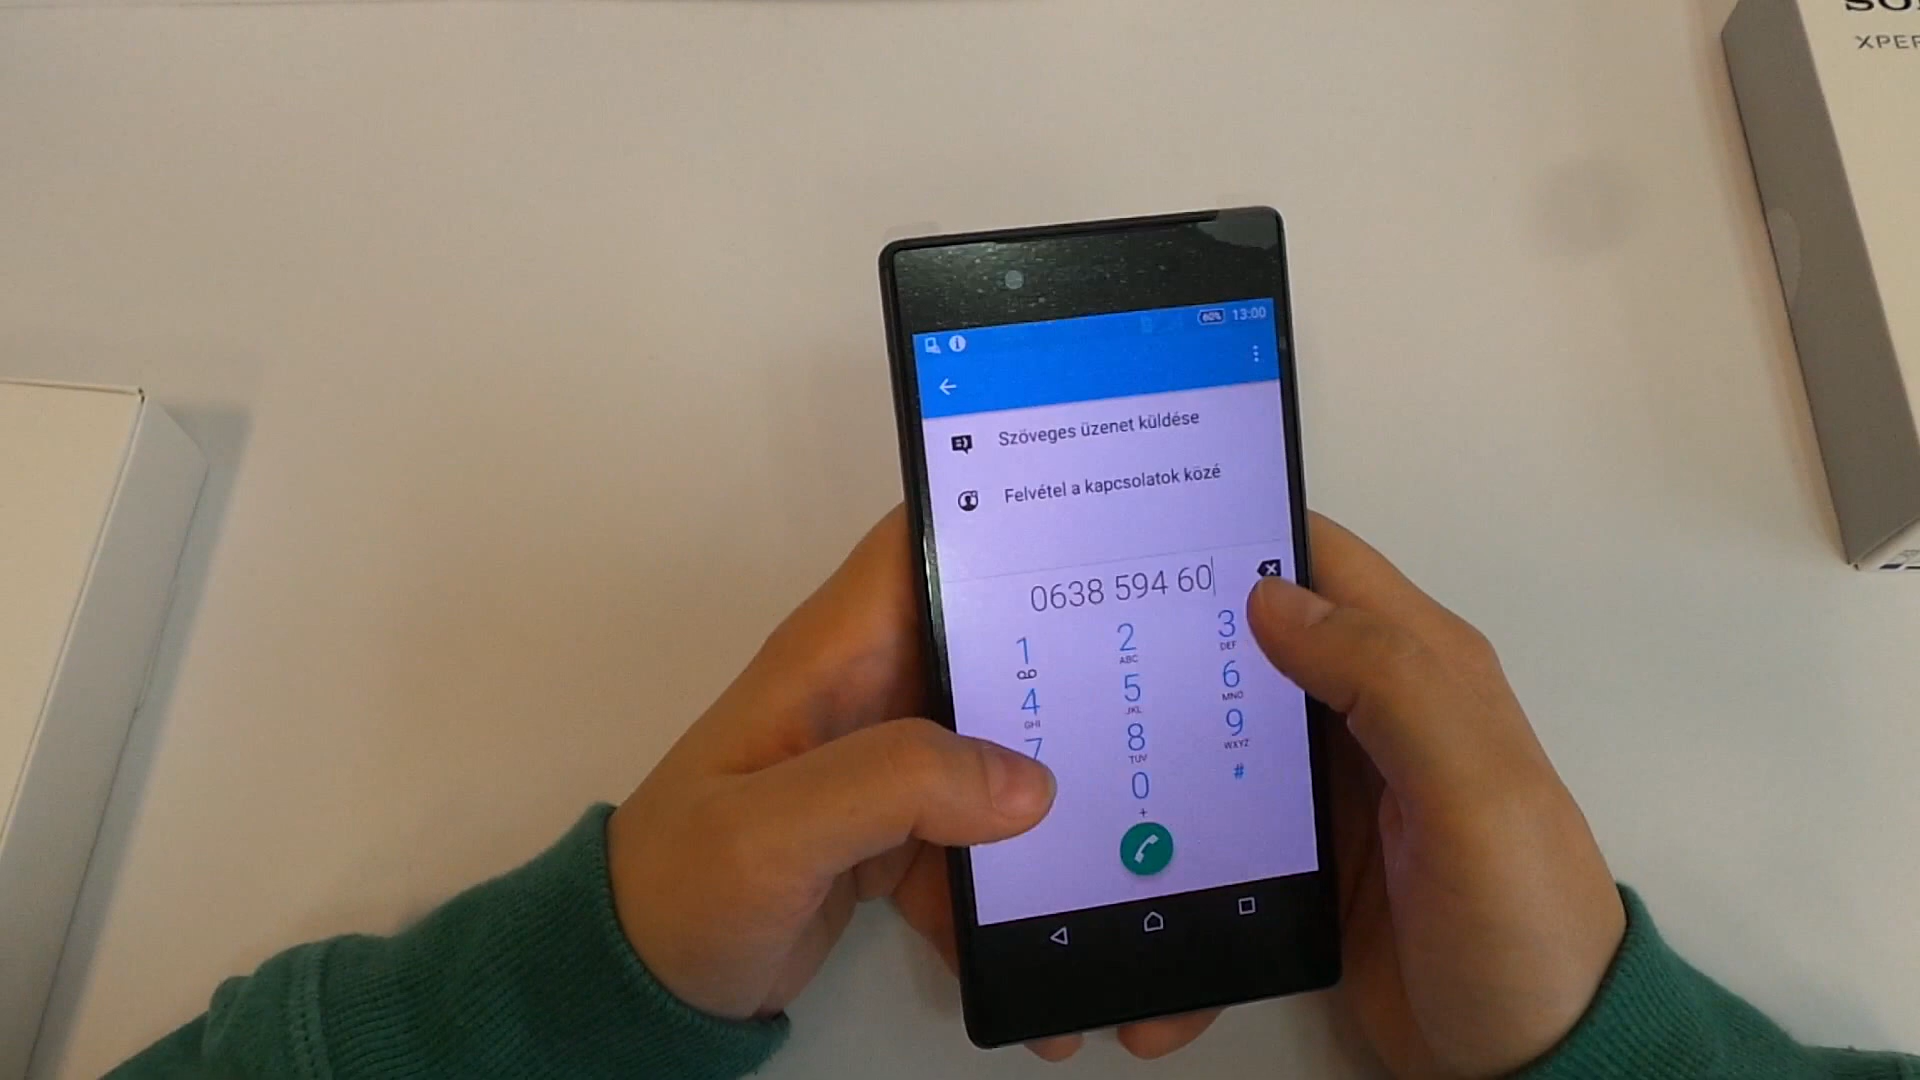 60% 13:00
Szöveges üzenet küldése
Felvétel a kapcsolatok közé
0638 594 60
1 2 ABC 3 DEF
4 GHI 5 JKL 6 MNO
7 8 TUV 9 WXYZ
0 + #